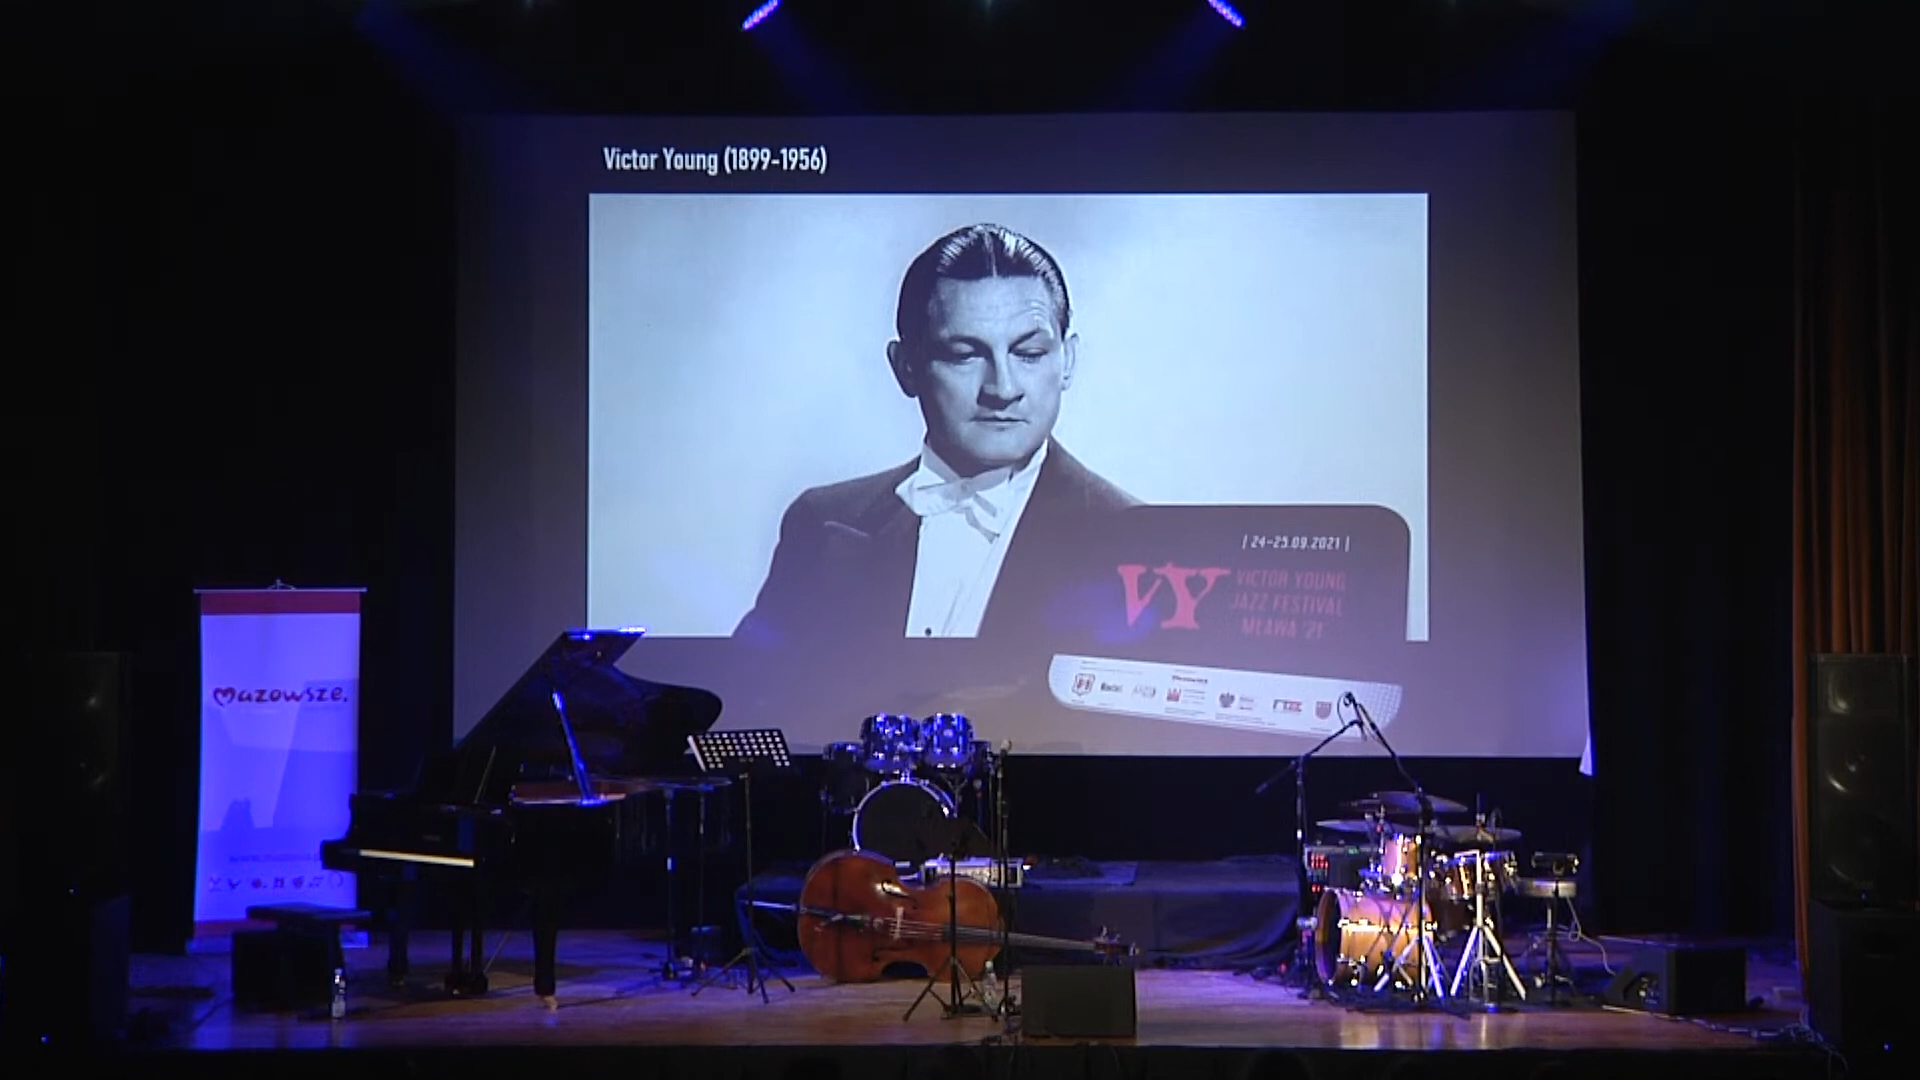 Victor Young (1899-1956)
| 24-25.09.2021 |
VY
VICTOR YOUNG
JAZZ FESTIVAL
MŁAWA '21
Mazowsze.